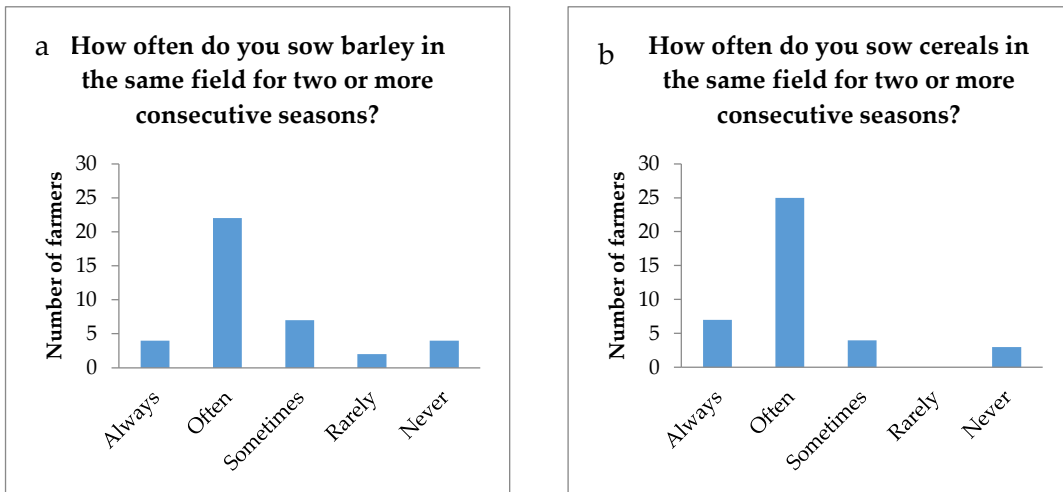 a
How often do you sow barley in
the same field for two or more
consecutive seasons?
Number of farmers
30
25
20
15
10
5
0
Always
Often
Sometimes
Rarely
Never
b
How often do you sow cereals in
the same field for two or more
consecutive seasons?
Number of farmers
30
25
20
15
10
5
0
Always
Often
Sometimes
Rarely
Never